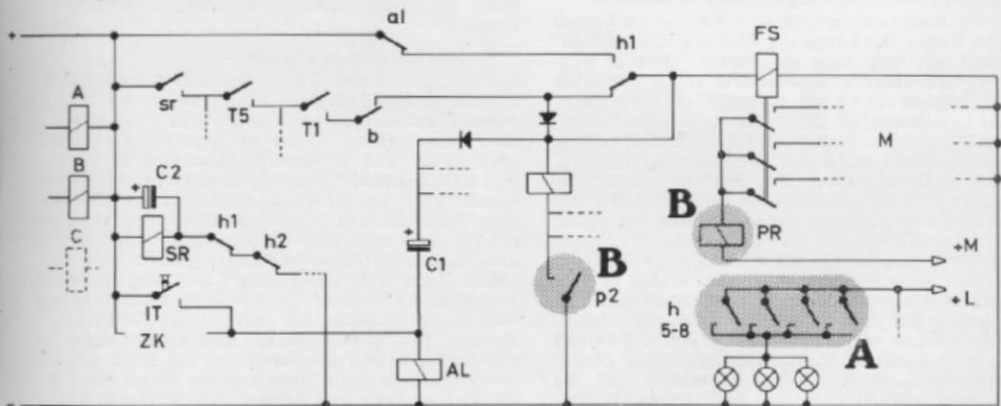 +
al
h1
FS
A
sr
T5
T1
b
M
B
+
C2
B
PR
+M
C
SR
h1
h2
+
C1
B
p2
+L
h
5-8
A
IT
ZK
AL
-